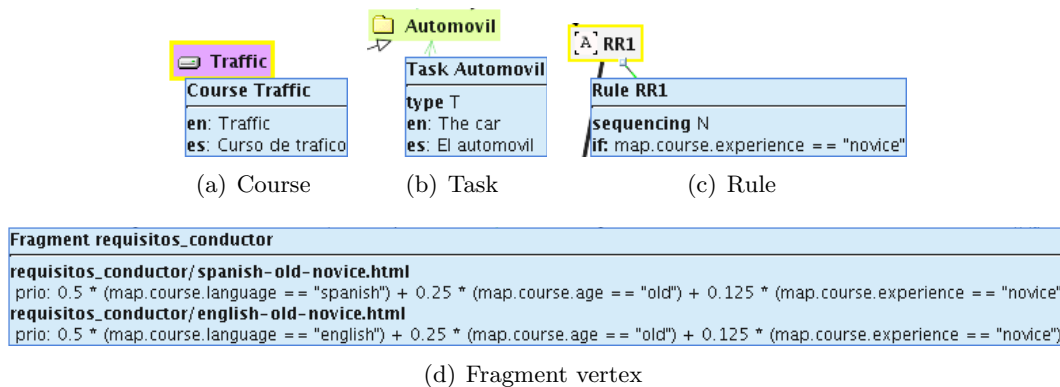 Traffic
Course Traffic
en: Traffic
es: Curso de trafico
(a) Course
Automovil
Task Automovil
type T
en: The car
es: El automovil
(b) Task
[A] RR1
Rule RR1
sequencing N
if: map.course.experience == "novice"
(c) Rule
Fragment requisitos_conductor
requisitos_conductor/spanish-old-novice.html
prio: 0.5 * (map.course.language == "spanish") + 0.25 * (map.course.age == "old") + 0.125 * (map.course.experience == "novice"
requisitos_conductor/english-old-novice.html
prio: 0.5 * (map.course.language == "english") + 0.25 * (map.course.age == "old") + 0.125 * (map.course.experience == "novice")
(d) Fragment vertex